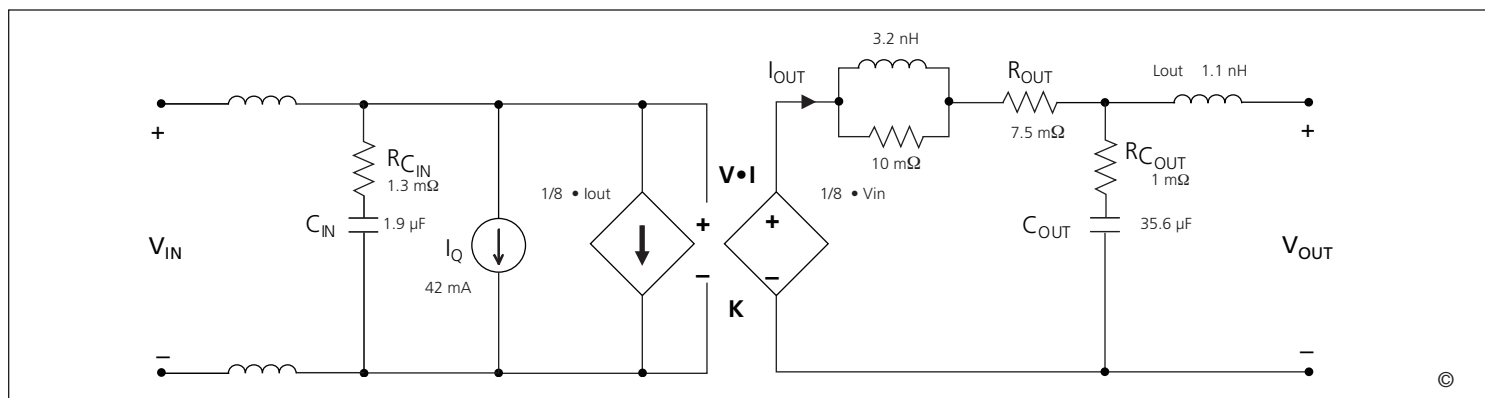 3.2 nH
I_OUT
R_OUT
Lout 1.1 nH
+
+
R_C_IN
1.3 mΩ
7.5 mΩ
R_C_OUT
1 mΩ
10 mΩ
V•I
1/8 • Iout
1/8 • Vin
C_IN
1.9 µF
+
+
C_OUT
35.6 µF
V_IN
I_Q
V_OUT
–
–
42 mA
K
–
–
©